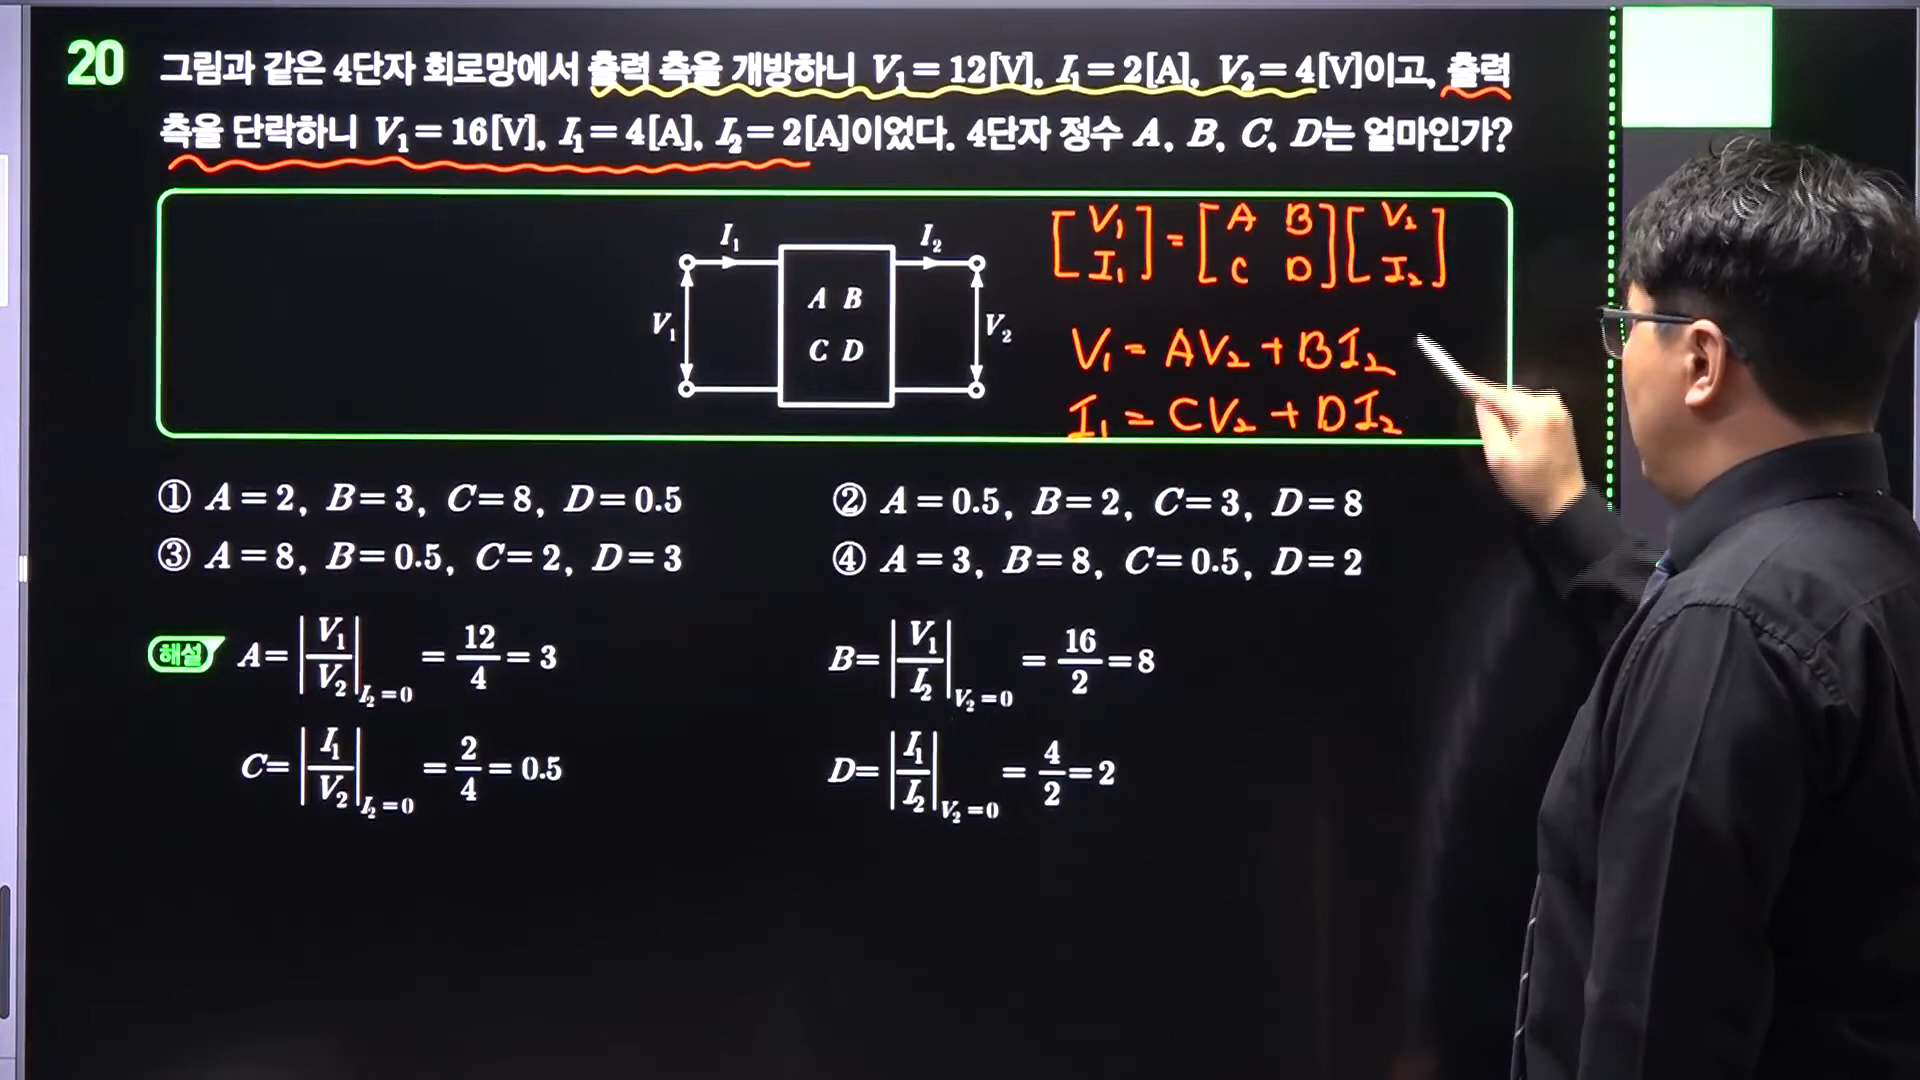 20 그림과 같은 4단자 회로망에서 출력 측을 개방하니 V₁=12[V], I₁=2[A], V₂=4[V]이고, 출력
측을 단락하니 V₁=16[V], I₁=4[A], I₂=2[A]이었다. 4단자 정수 A, B, C, D는 얼마인가?
I₁ I₂
V₁ A B V₂
C D
[V₁ I₁] = [A B C D][V₂ I₂]
V₁ = AV₂ + BI₂
I₁ = CV₂ + DI₂
① A=2, B=3, C=8, D=0.5
② A=0.5, B=2, C=3, D=8
③ A=8, B=0.5, C=2, D=3
④ A=3, B=8, C=0.5, D=2
해설 A=|V₁/V₂|I₂=0 = 12/4 = 3
B=|V₁/I₂|V₂=0 = 16/2 = 8
C=|I₁/V₂|I₂=0 = 2/4 = 0.5
D=|I₁/I₂|V₂=0 = 4/2 = 2